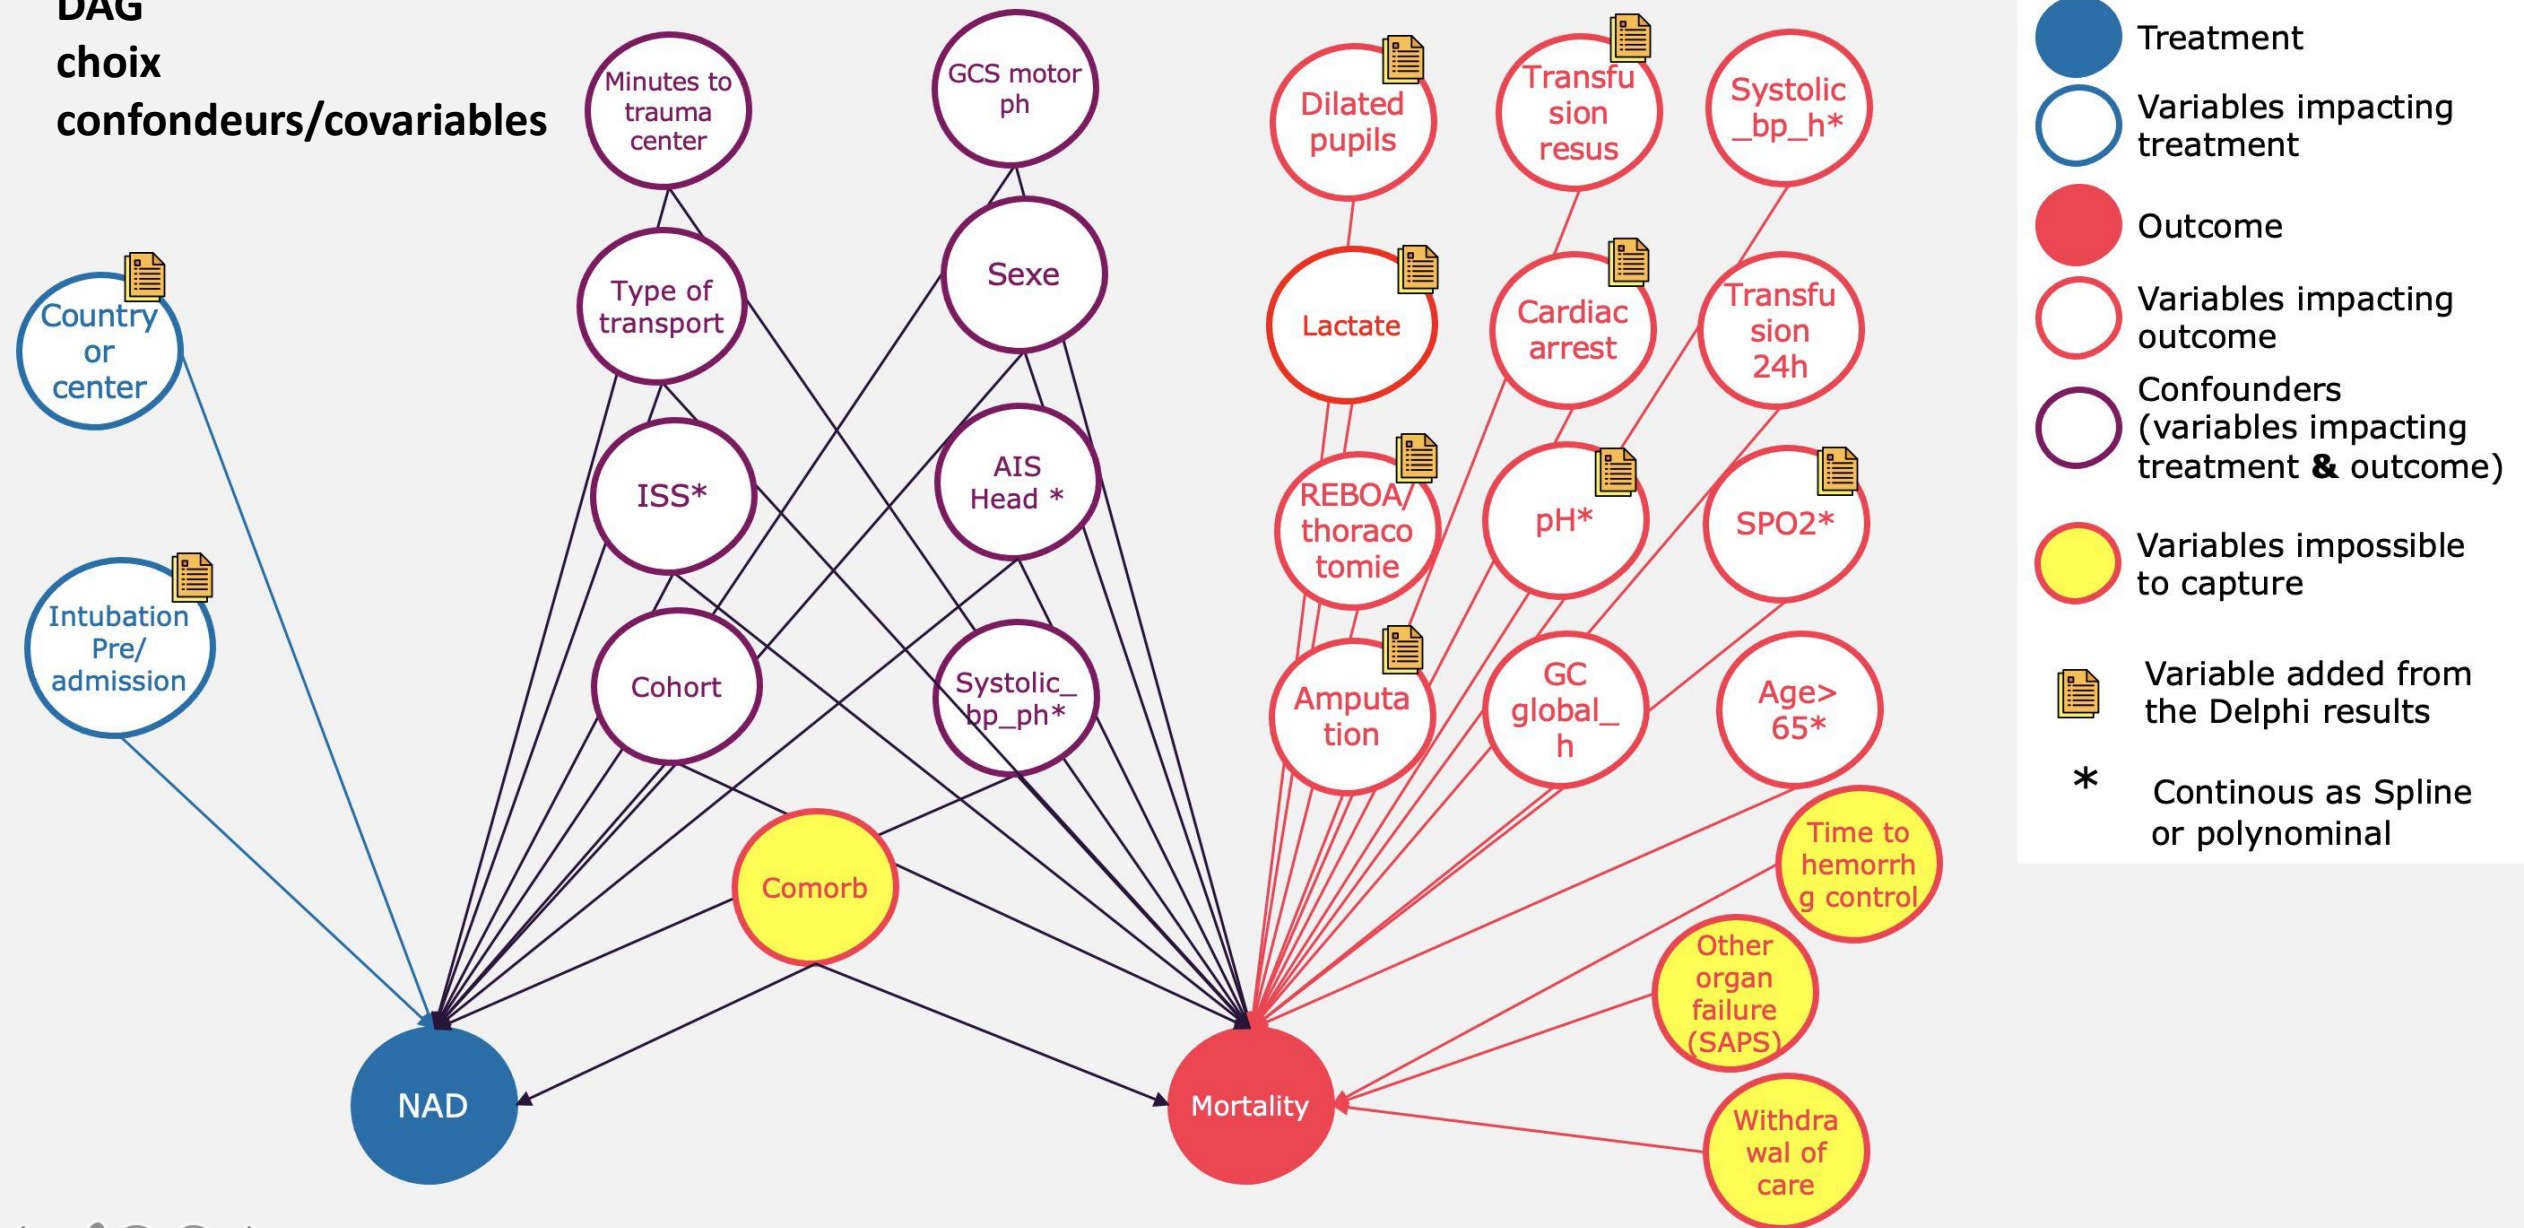 DAG
choix
confondeurs/covariables
Minutes to
trauma
center
GCS motor
ph
Dilated
pupils
Transfu
sion
resus
Systolic
_bp_h*
Country
or
center
Type of
transport
Sexe
Lactate
Cardiac
arrest
Transfu
sion
24h
Intubation
Pre/
admission
ISS*
AIS
Head *
REBOA/
thoraco
tomie
pH*
SPO2*
Cohort
Systolic_
bp_ph*
Amputa
tion
GC
global_
h
Age>
65*
Comorb
Time to
hemorrh
g control
Other
organ
failure
(SAPS)
Withdra
wal of
care
NAD
Mortality
Treatment
Variables impacting
treatment
Outcome
Variables impacting
outcome
Confounders
(variables impacting
treatment & outcome)
Variables impossible
to capture
Variable added from
the Delphi results
* Continous as Spline
or polynominal